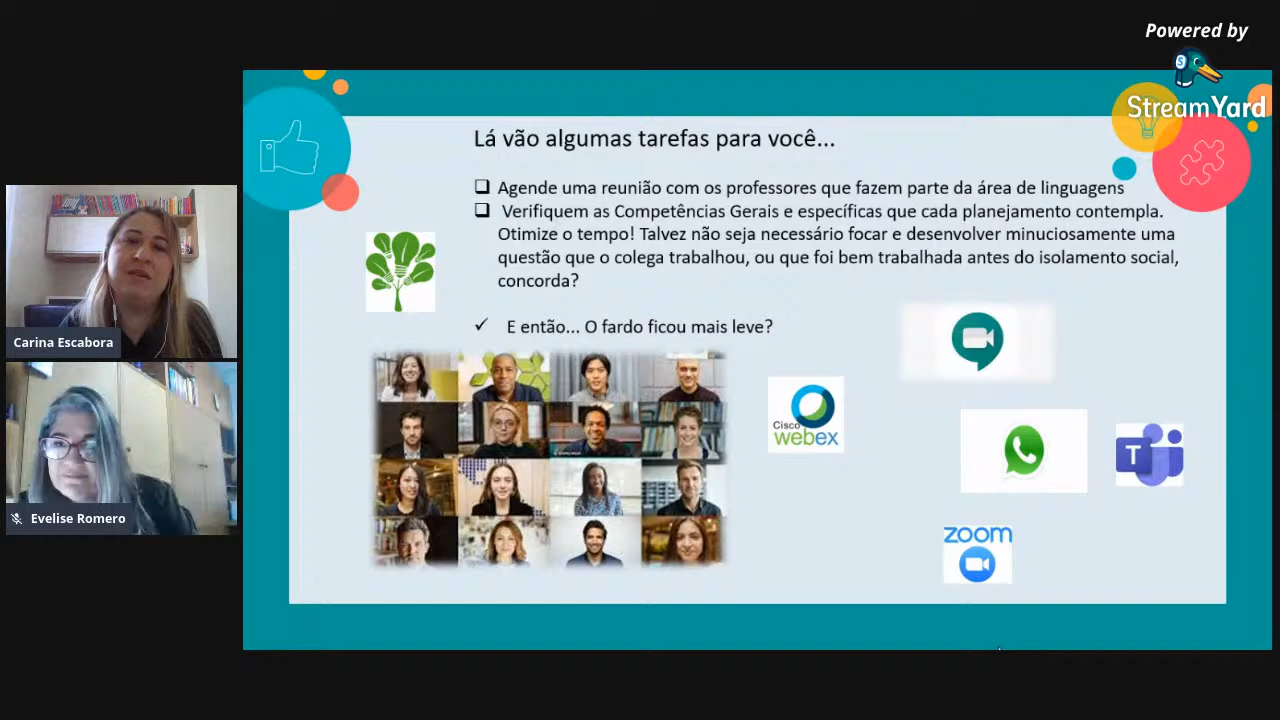 Powered by
StreamYard
Lá vão algumas tarefas para você...
Agende uma reunião com os professores que fazem parte da área de linguagens
Verifiquem as Competências Gerais e específicas que cada planejamento contempla.
Otimize o tempo! Talvez não seja necessário focar e desenvolver minuciosamente uma
questão que o colega trabalhou, ou que foi bem trabalhada antes do isolamento social,
concorda?
E então... O fardo ficou mais leve?
Carina Escabora
Evelise Romero
Cisco
webex
T
zoom